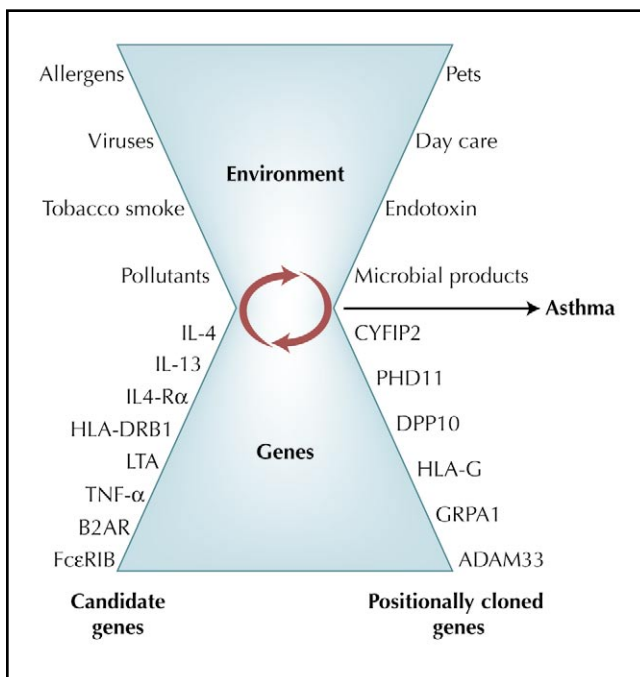 Allergens
Pets
Viruses
Day care
Environment
Tobacco smoke
Endotoxin
Pollutants
Microbial products
Asthma
IL-4
CYFIP2
IL-13
PHD11
IL4-Rα
DPP10
HLA-DRB1
Genes
LTA
HLA-G
TNF-α
GRPA1
B2AR
FcεRIB
ADAM33
Candidate
genes
Positionally cloned
genes